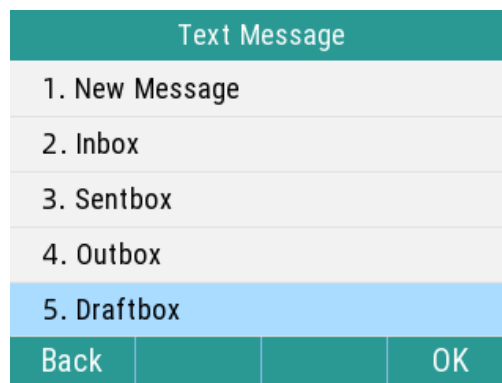 Text Message
1. New Message
2. Inbox
3. Sentbox
4. Outbox
5. Draftbox
Back OK